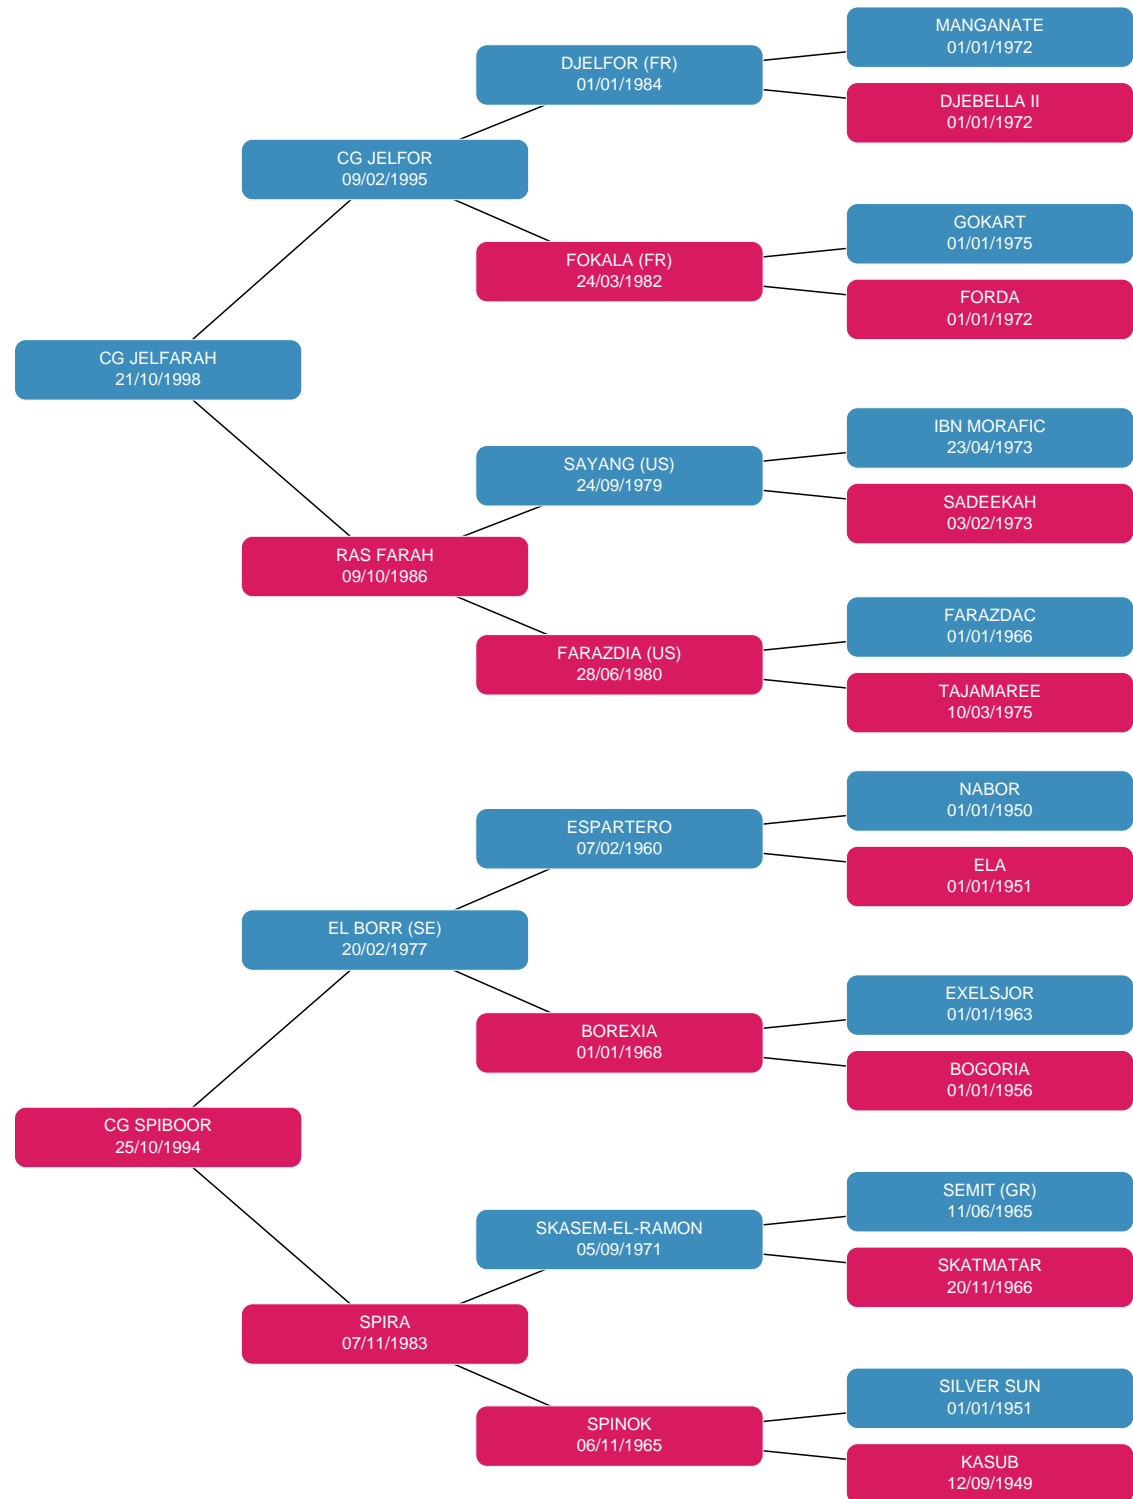 MANGANATE
01/01/1972
DJELFOR (FR)
01/01/1984
DJEBELLA II
01/01/1972
CG JELFOR
09/02/1995
GOKART
01/01/1975
FOKALA (FR)
24/03/1982
FORDA
01/01/1972
CG JELFARAH
21/10/1998
IBN MORAFIC
23/04/1973
SAYANG (US)
24/09/1979
SADEEKAH
03/02/1973
RAS FARAH
09/10/1986
FARAZDAC
01/01/1966
FARAZDIA (US)
28/06/1980
TAJAMAREE
10/03/1975
NABOR
01/01/1950
ESPARTERO
07/02/1960
ELA
01/01/1951
EL BORR (SE)
20/02/1977
EXELSJOR
01/01/1963
BOREXIA
01/01/1968
BOGORIA
01/01/1956
CG SPIBOOR
25/10/1994
SEMIT (GR)
11/06/1965
SKASEM-EL-RAMON
05/09/1971
SKATMATAR
20/11/1966
SPIRA
07/11/1983
SILVER SUN
01/01/1951
SPINOK
06/11/1965
KASUB
12/09/1949